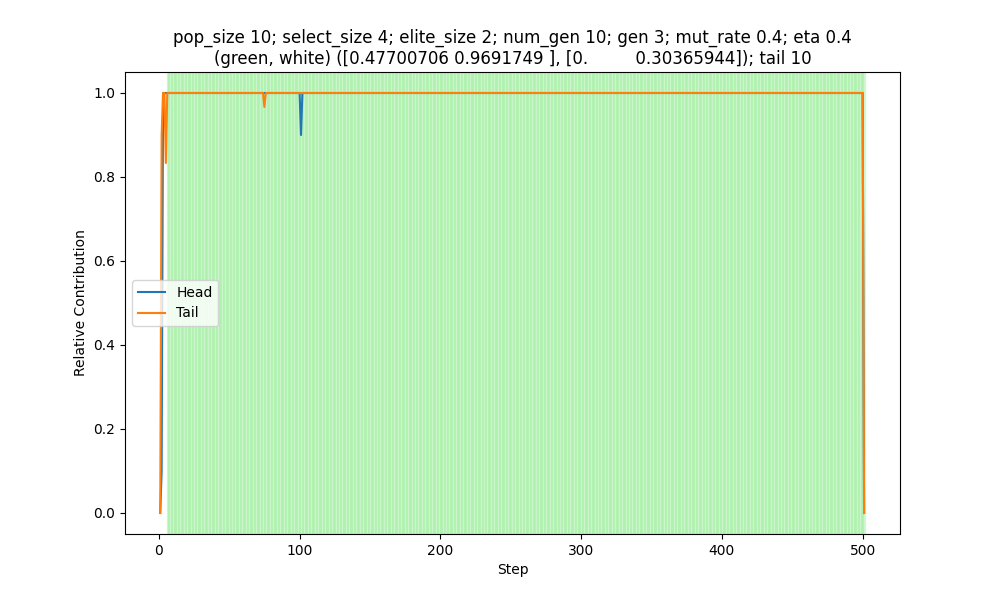 pop_size 10; select_size 4; elite_size 2; num_gen 10; gen 3; mut_rate 0.4; eta 0.4
(green, white) ([0.47700706 0.9691749 ], [0.         0.30365944]); tail 10
1.0
0.8
0.6
0.4
0.2
0.0
Relative Contribution
Head
Tail
0
100
200
300
400
500
Step